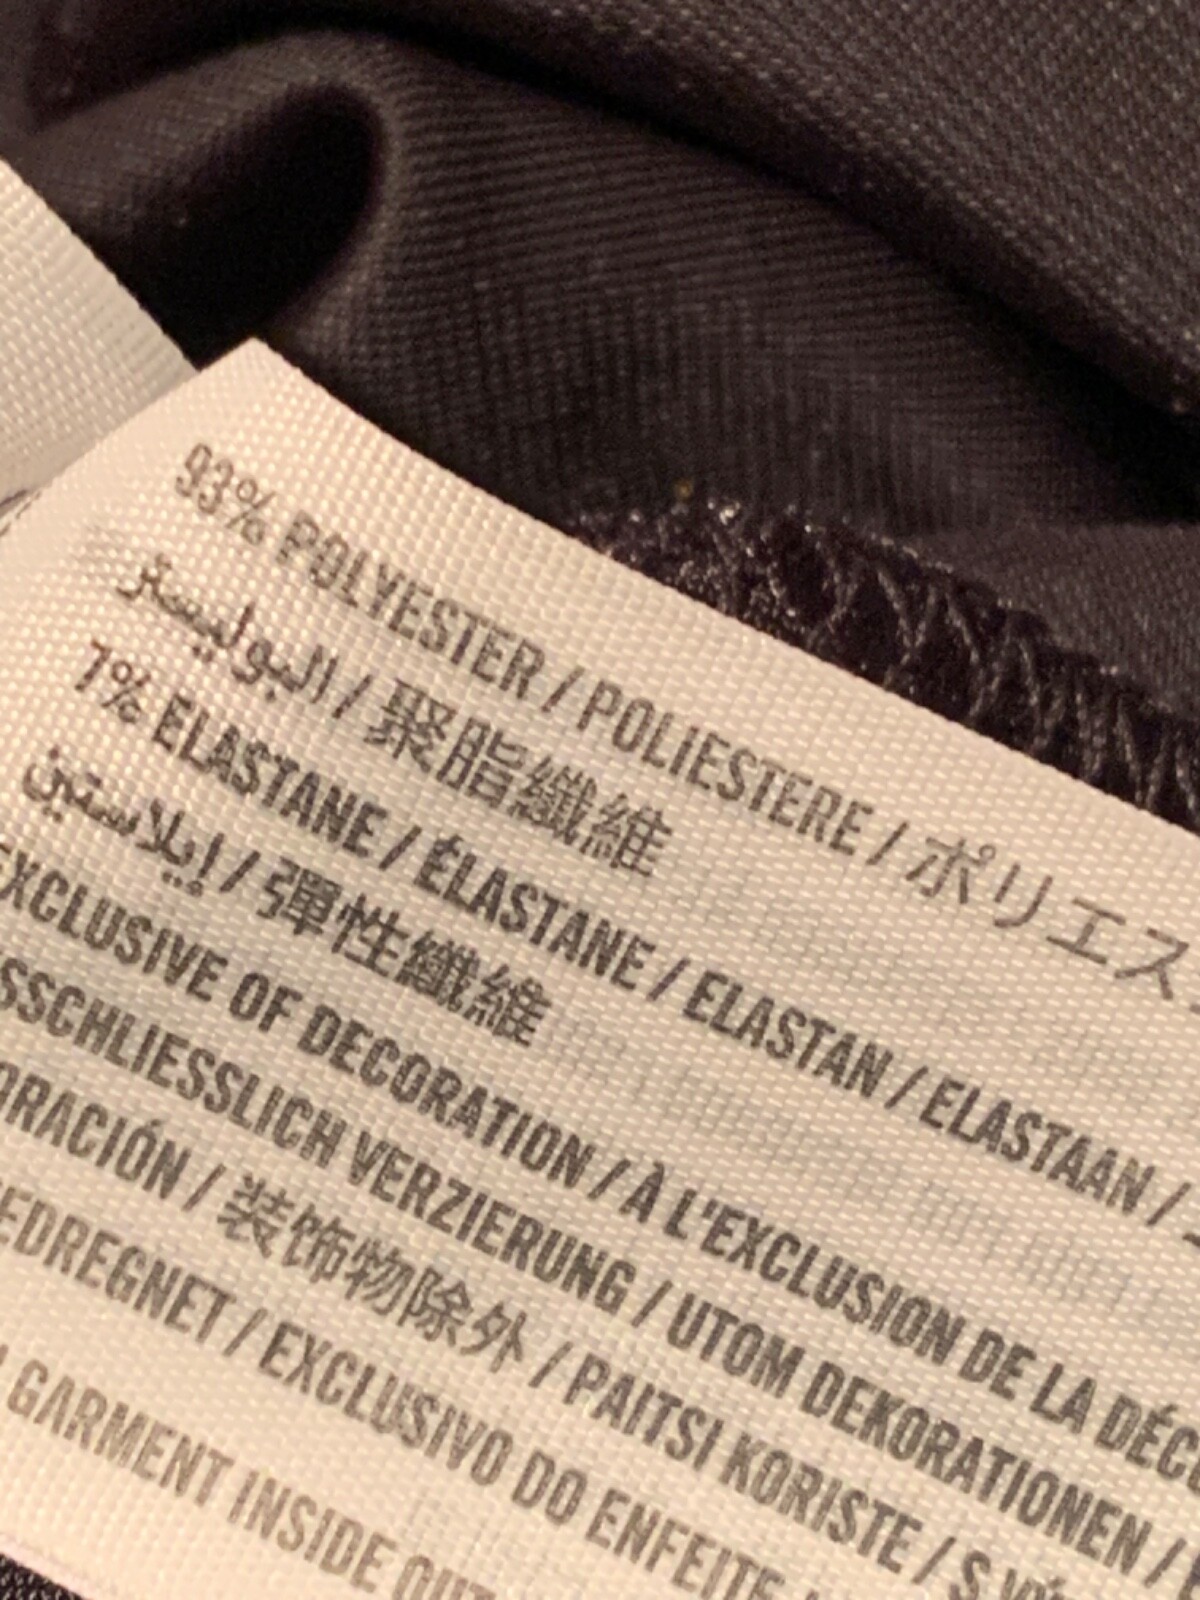 93% POLYESTER / POLIESTERE / ポリエス
البوليستر / 聚脂纖維
7% ELASTANE / ÉLASTANE / ELASTAN / ELASTAAN /
إيلاستين / 彈性纖維
EXCLUSIVE OF DECORATION / À L'EXCLUSION DE LA DÉC
SSCHLIESSLICH VERZIERUNG / UTOM DEKORATIONEN /
ORACIÓN / 装饰物除外 / PAITSI KORISTE /
EDREGNET / EXCLUSIVO DO ENFEITE /
GARMENT INSIDE OUT